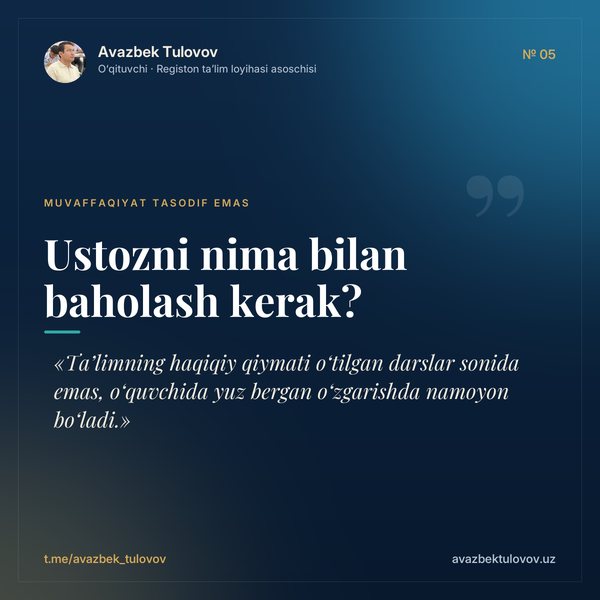 Avazbek Tulovov
O‘qituvchi · Registon ta’lim loyihasi asoschisi
№ 05
MUVAFFAQIYAT TASODIF EMAS
”
Ustozni nima bilan
baholash kerak?
«Ta’limning haqiqiy qiymati o‘tilgan darslar sonida
emas, o‘quvchida yuz bergan o‘zgarishda namoyon
bo‘ladi.»
t.me/avazbek_tulovov
avazbektulovov.uz